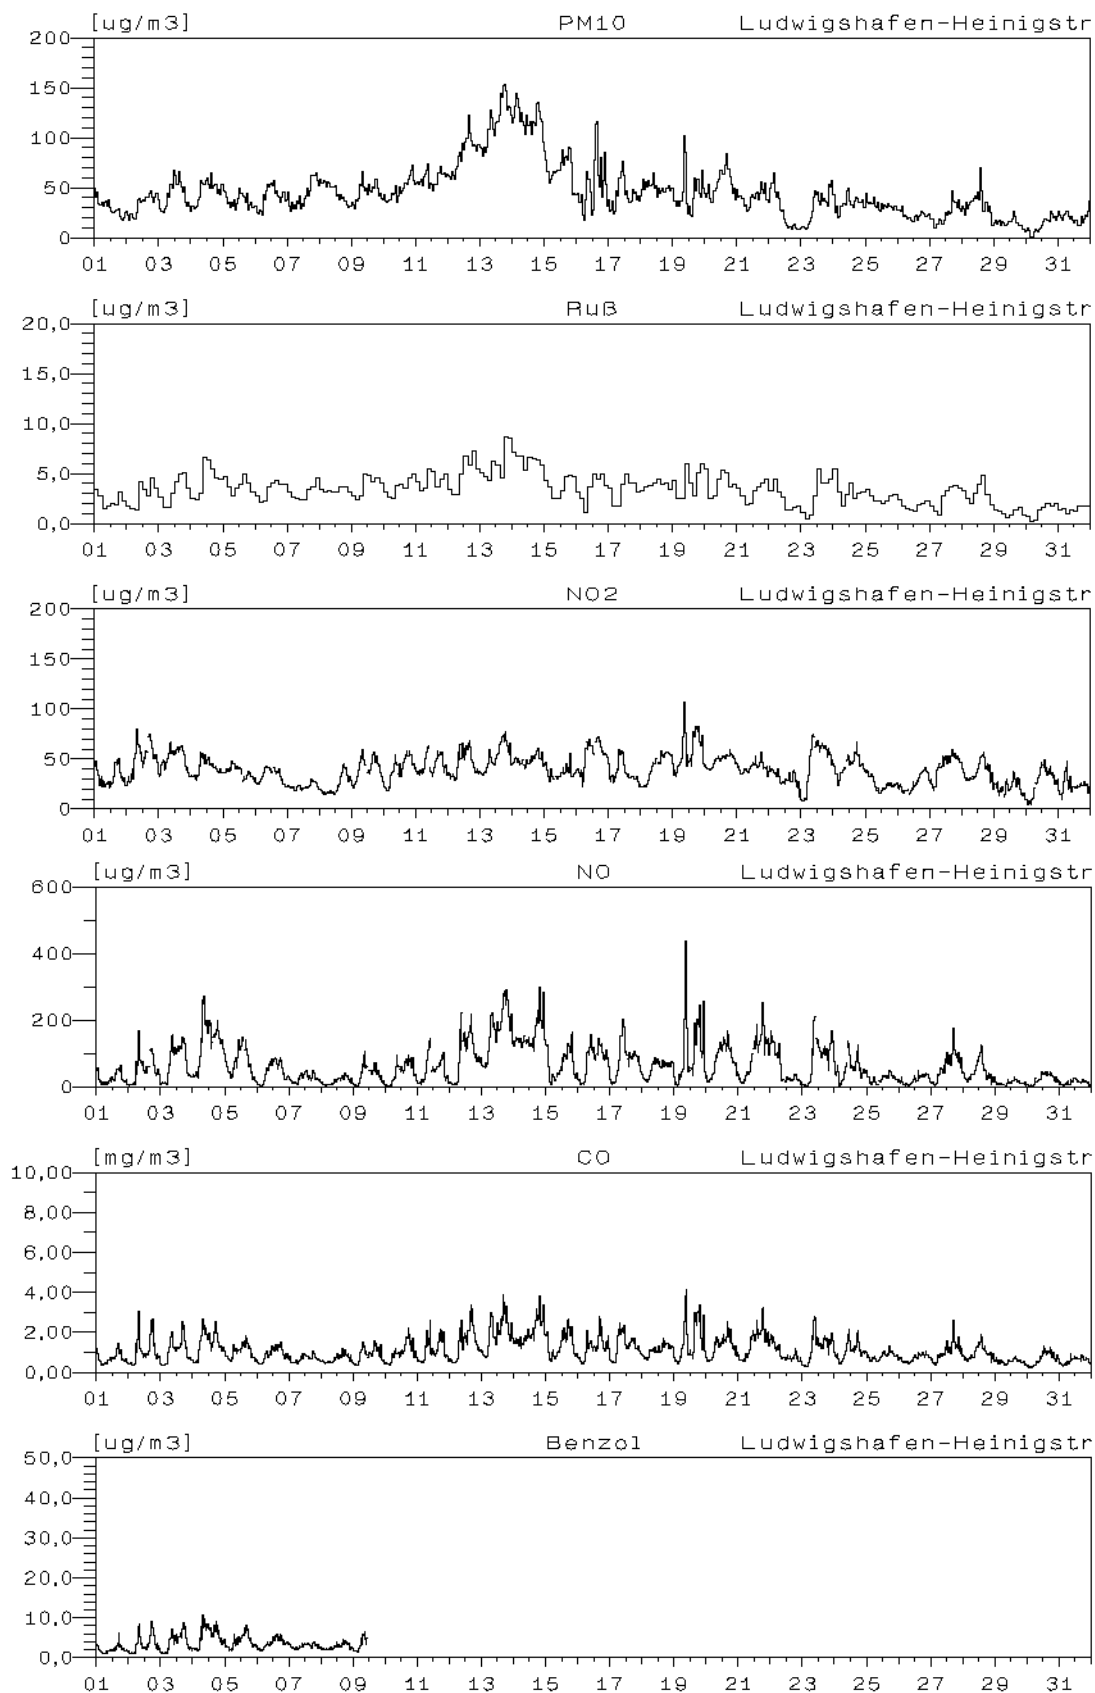 [ug/m3] PM10 Ludwigshafen-Heinigstr
200
150
100
50
0
01 03 05 07 09 11 13 15 17 19 21 23 25 27 29 31
[ug/m3] Ruß Ludwigshafen-Heinigstr
20,0
15,0
10,0
5,0
0,0
01 03 05 07 09 11 13 15 17 19 21 23 25 27 29 31
[ug/m3] NO2 Ludwigshafen-Heinigstr
200
150
100
50
0
01 03 05 07 09 11 13 15 17 19 21 23 25 27 29 31
[ug/m3] NO Ludwigshafen-Heinigstr
600
400
200
0
01 03 05 07 09 11 13 15 17 19 21 23 25 27 29 31
[mg/m3] CO Ludwigshafen-Heinigstr
10,00
8,00
6,00
4,00
2,00
0,00
01 03 05 07 09 11 13 15 17 19 21 23 25 27 29 31
[ug/m3] Benzol Ludwigshafen-Heinigstr
50,0
40,0
30,0
20,0
10,0
0,0
01 03 05 07 09 11 13 15 17 19 21 23 25 27 29 31